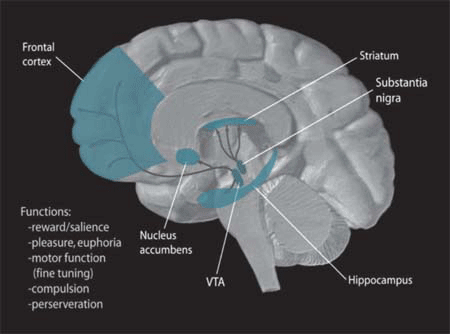 Frontal
cortex
Striatum
Substantia
nigra
Functions:
-reward/salience
-pleasure, euphoria
-motor function
(fine tuning)
-compulsion
-perserveration
Nucleus
accumbens
VTA
Hippocampus